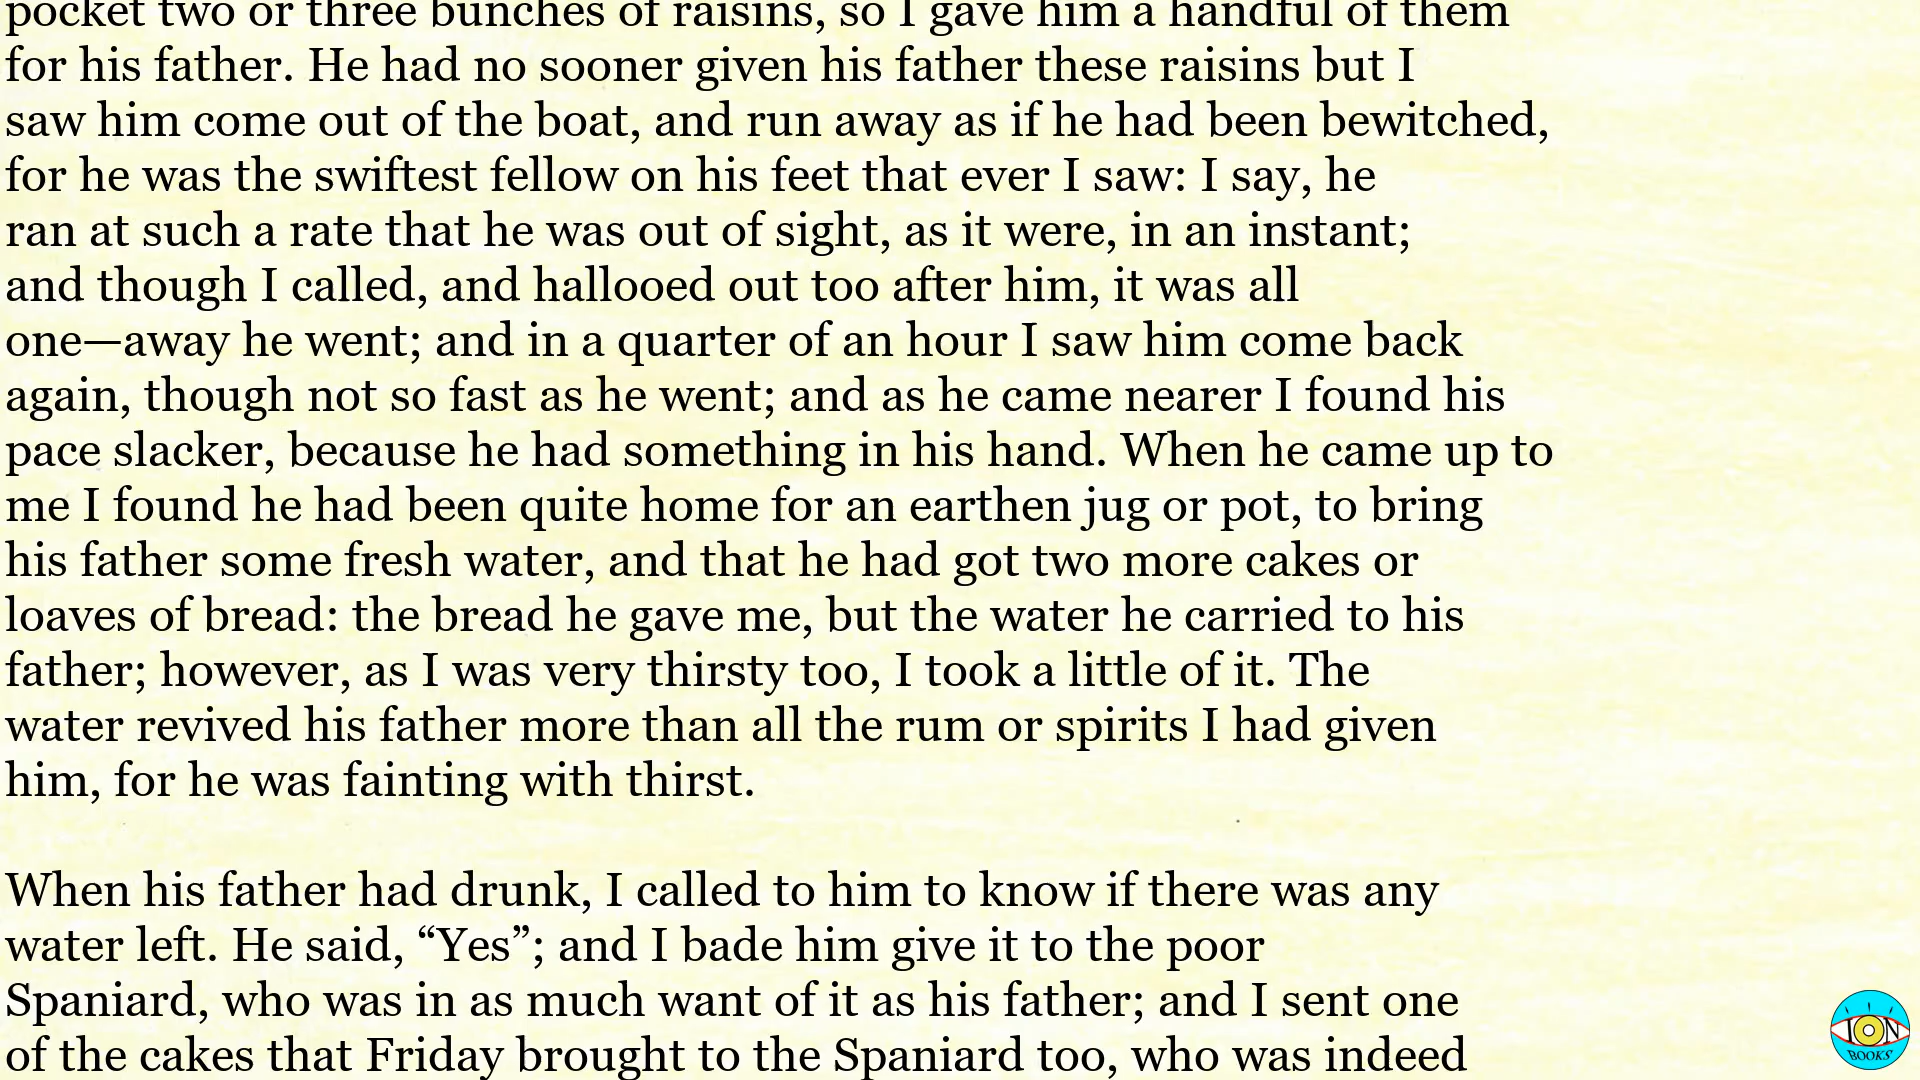 pocket two or three bunches of raisins, so I gave him a handful of them
for his father. He had no sooner given his father these raisins but I
saw him come out of the boat, and run away as if he had been bewitched,
for he was the swiftest fellow on his feet that ever I saw: I say, he
ran at such a rate that he was out of sight, as it were, in an instant;
and though I called, and hallooed out too after him, it was all
one—away he went; and in a quarter of an hour I saw him come back
again, though not so fast as he went; and as he came nearer I found his
pace slacker, because he had something in his hand. When he came up to
me I found he had been quite home for an earthen jug or pot, to bring
his father some fresh water, and that he had got two more cakes or
loaves of bread: the bread he gave me, but the water he carried to his
father; however, as I was very thirsty too, I took a little of it. The
water revived his father more than all the rum or spirits I had given
him, for he was fainting with thirst.
When his father had drunk, I called to him to know if there was any
water left. He said, “Yes”; and I bade him give it to the poor
Spaniard, who was in as much want of it as his father; and I sent one
of the cakes that Friday brought to the Spaniard too, who was indeed
ION
BOOKS